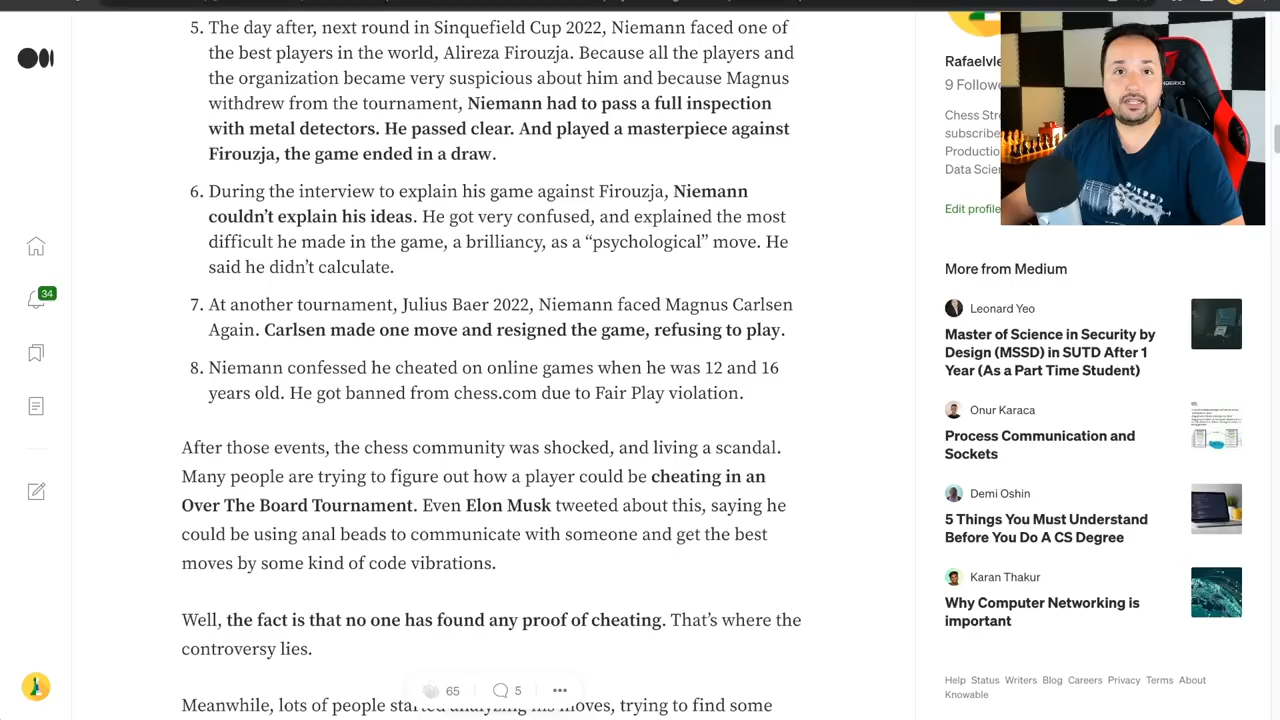 5. The day after, next round in Sinquefield Cup 2022, Niemann faced one of
the best players in the world, Alireza Firouzja. Because all the players and
the organization became very suspicious about him and because Magnus
withdrew from the tournament, Niemann had to pass a full inspection
with metal detectors. He passed clear. And played a masterpiece against
Firouzja, the game ended in a draw.
6. During the interview to explain his game against Firouzja, Niemann
couldn’t explain his ideas. He got very confused, and explained the most
difficult he made in the game, a brilliancy, as a “psychological” move. He
said he didn’t calculate.
7. At another tournament, Julius Baer 2022, Niemann faced Magnus Carlsen
Again. Carlsen made one move and resigned the game, refusing to play.
8. Niemann confessed he cheated on online games when he was 12 and 16
years old. He got banned from chess.com due to Fair Play violation.
After those events, the chess community was shocked, and living a scandal.
Many people are trying to figure out how a player could be cheating in an
Over The Board Tournament. Even Elon Musk tweeted about this, saying he
could be using anal beads to communicate with someone and get the best
moves by some kind of code vibrations.
Well, the fact is that no one has found any proof of cheating. That’s where the
controversy lies.
Meanwhile, lots of people started analyzing his moves, trying to find some
65
5
34
Rafaelvle
9 Followe
Chess Stre
subscribe
Productio
Data Scien
Edit profile
More from Medium
Leonard Yeo
Master of Science in Security by
Design (MSSD) in SUTD After 1
Year (As a Part Time Student)
Onur Karaca
Process Communication and
Sockets
Demi Oshin
5 Things You Must Understand
Before You Do A CS Degree
Karan Thakur
Why Computer Networking is
important
Help Status Writers Blog Careers Privacy Terms About
Knowable